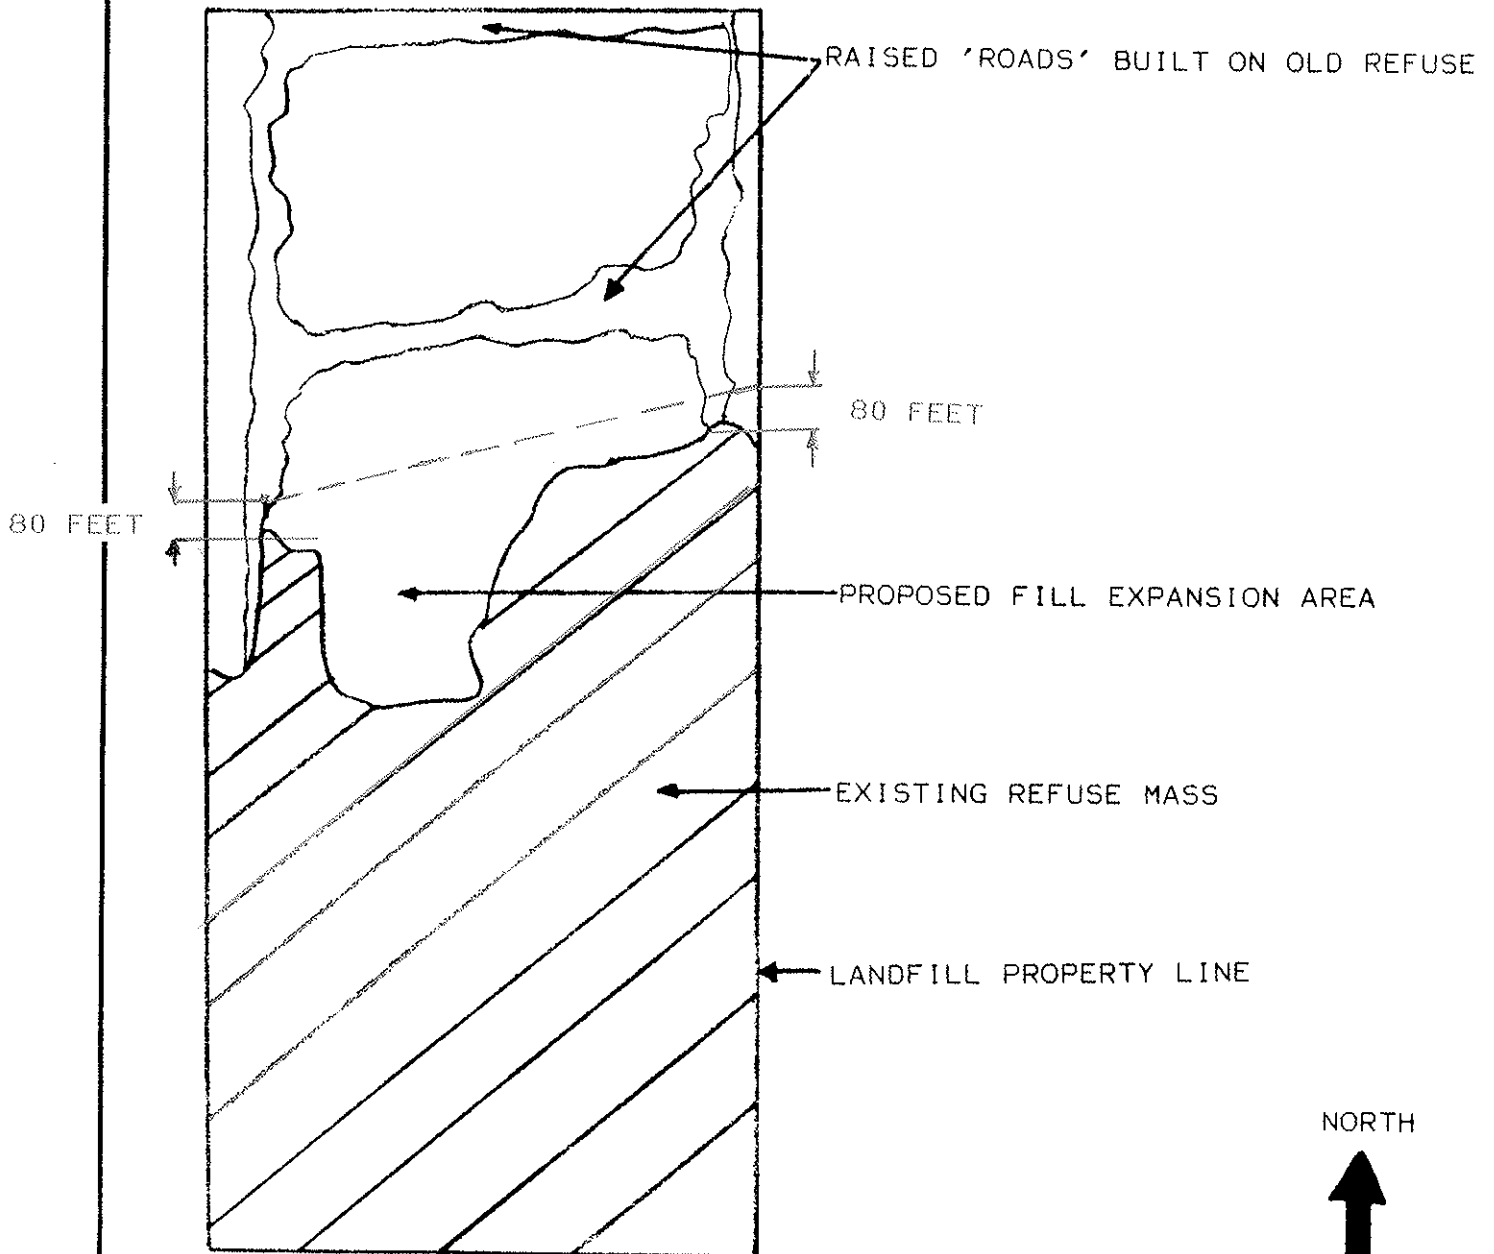 RAISED 'ROADS' BUILT ON OLD REFUSE
80 FEET
80 FEET
PROPOSED FILL EXPANSION AREA
EXISTING REFUSE MASS
LANDFILL PROPERTY LINE
NORTH